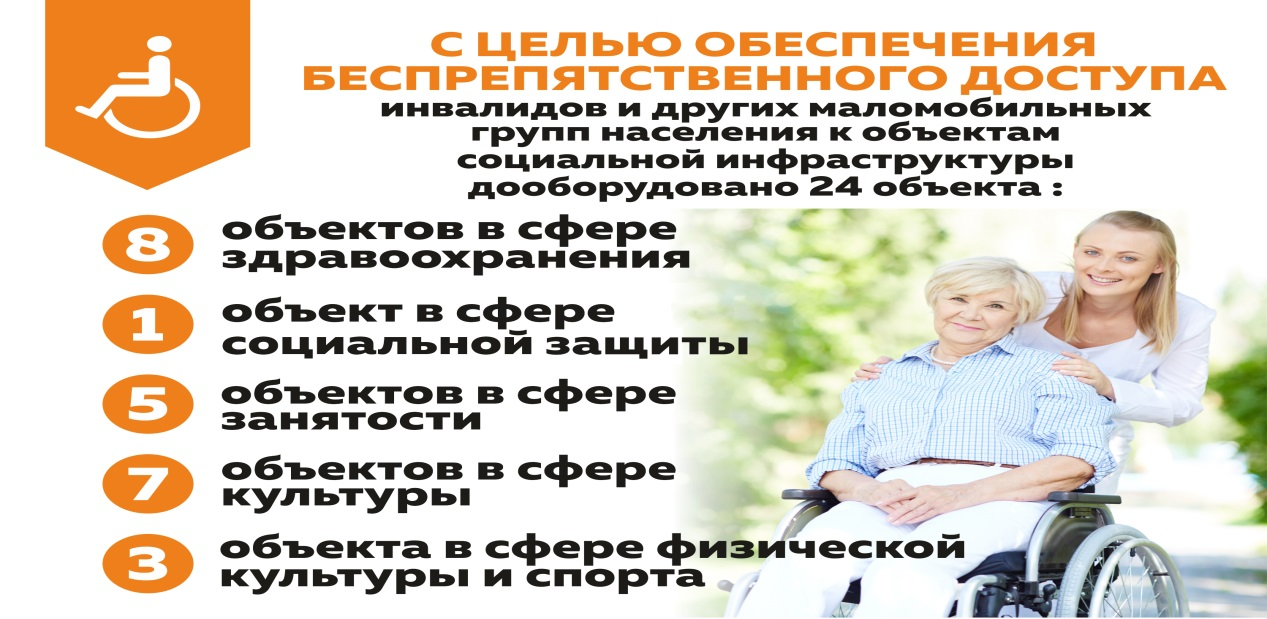 С ЦЕЛЬЮ ОБЕСПЕЧЕНИЯ
БЕСПРЕПЯТСТВЕННОГО ДОСТУПА
инвалидов и других маломобильных
групп населения к объектам
социальной инфраструктуры
дооборудовано 24 объекта :
8 объектов в сфере
здравоохранения
1 объект в сфере
социальной защиты
5 объектов в сфере
занятости
7 объектов в сфере
культуры
3 объекта в сфере физической
культуры и спорта